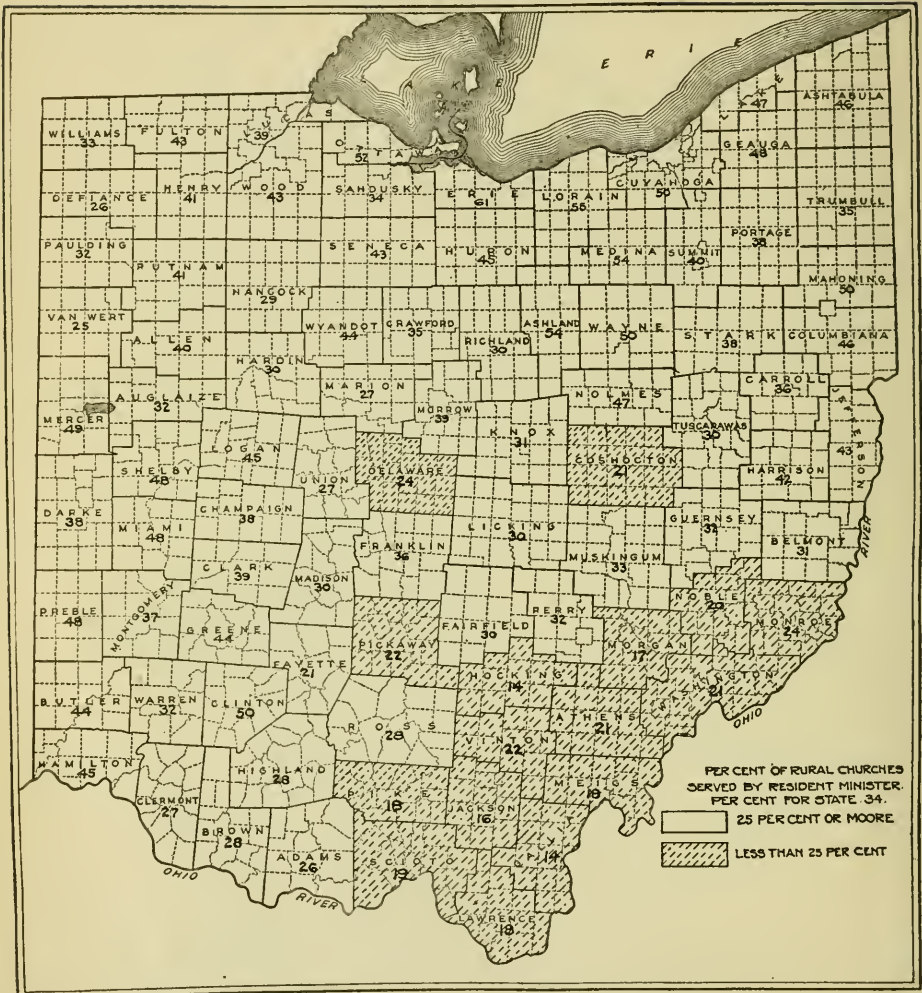 LAKE ERIE
LAKE
47
ASHTABULA
46
WILLIAMS
33
FULTON
43
LUCAS
39
OTTAWA
52
GEAUGA
48
CUYAHOGA
50
DEFIANCE
26
HENRY
41
WOOD
43
SANDUSKY
34
ERIE
61
LORAIN
55
TRUMBULL
35
PAULDING
32
PUTNAM
41
SENECA
43
HURON
45
MEDINA
54
SUMMIT
40
PORTAGE
38
MAHONING
50
HANCOCK
29
VAN WERT
25
ALLEN
40
WYANDOT
44
CRAWFORD
35
RICHLAND
30
ASHLAND
54
WAYNE
50
STARK
38
COLUMBIANA
46
HARDIN
30
MARION
27
MORROW
39
HOLMES
47
CARROLL
36
AUGLAIZE
32
MERCER
49
LOGAN
45
UNION
27
DELAWARE
24
KNOX
31
COSHOCTON
21
TUSCARAWAS
30
HARRISON
42
JEFFERSON
43
SHELBY
48
DARKE
38
MIAMI
48
CHAMPAIGN
38
CLARK
39
MADISON
30
FRANKLIN
36
LICKING
30
MUSKINGUM
33
GUERNSEY
32
BELMONT
31
RIVER
PREBLE
48
MONTGOMERY
37
GREENE
44
FAYETTE
21
PICKAWAY
22
FAIRFIELD
30
PERRY
32
MORGAN
17
NOBLE
20
MONROE
24
HOCKING
14
WASHINGTON
21
OHIO
BUTLER
44
WARREN
32
CLINTON
50
ROSS
28
VINTON
22
ATHENS
21
HAMILTON
45
CLERMONT
27
HIGHLAND
28
PIKE
18
JACKSON
16
MEIGS
18
BROWN
28
ADAMS
26
SCIOTO
19
14
LAWRENCE
18
OHIO
RIVER
PER CENT OF RURAL CHURCHES
SERVED BY RESIDENT MINISTER.
PER CENT FOR STATE 34.
25 PER CENT OR MOORE
LESS THAN 25 PER CENT